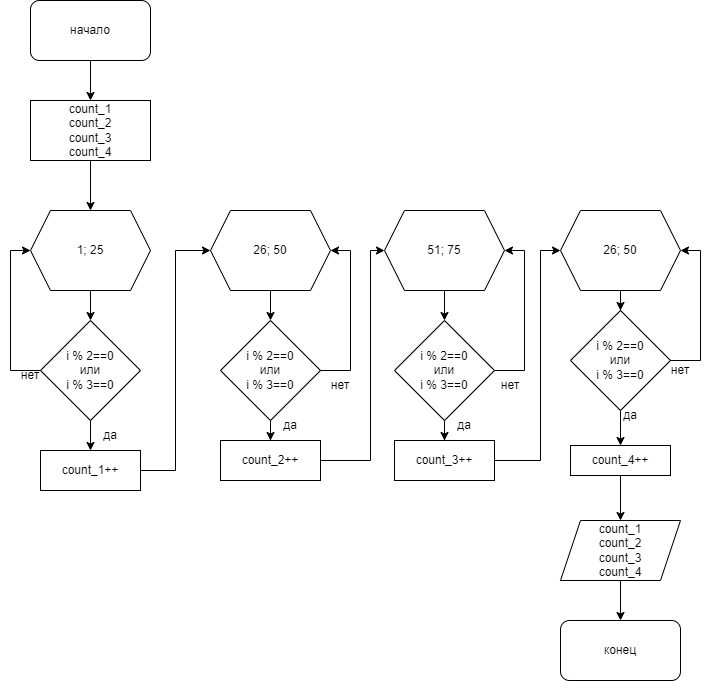 начало
count_1
count_2
count_3
count_4
1; 25
i % 2==0
или
i % 3==0
нет
да
count_1++
26; 50
i % 2==0
или
i % 3==0
нет
да
count_2++
51; 75
i % 2==0
или
i % 3==0
нет
да
count_3++
26; 50
i % 2==0
или
i % 3==0
нет
да
count_4++
count_1
count_2
count_3
count_4
конец